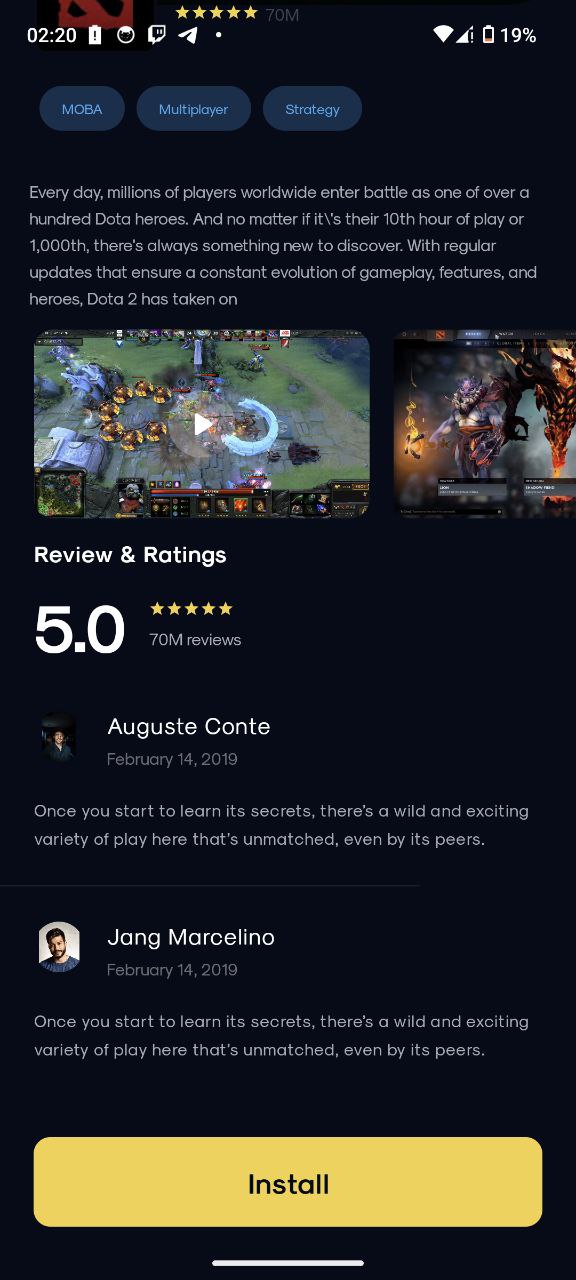 70M
02:20
19%
MOBA
Multiplayer
Strategy
Every day, millions of players worldwide enter battle as one of over a
hundred Dota heroes. And no matter if it\'s their 10th hour of play or
1,000th, there's always something new to discover. With regular
updates that ensure a constant evolution of gameplay, features, and
heroes, Dota 2 has taken on
Review & Ratings
5.0
70M reviews
Auguste Conte
February 14, 2019
Once you start to learn its secrets, there's a wild and exciting
variety of play here that's unmatched, even by its peers.
Jang Marcelino
February 14, 2019
Once you start to learn its secrets, there's a wild and exciting
variety of play here that's unmatched, even by its peers.
Install